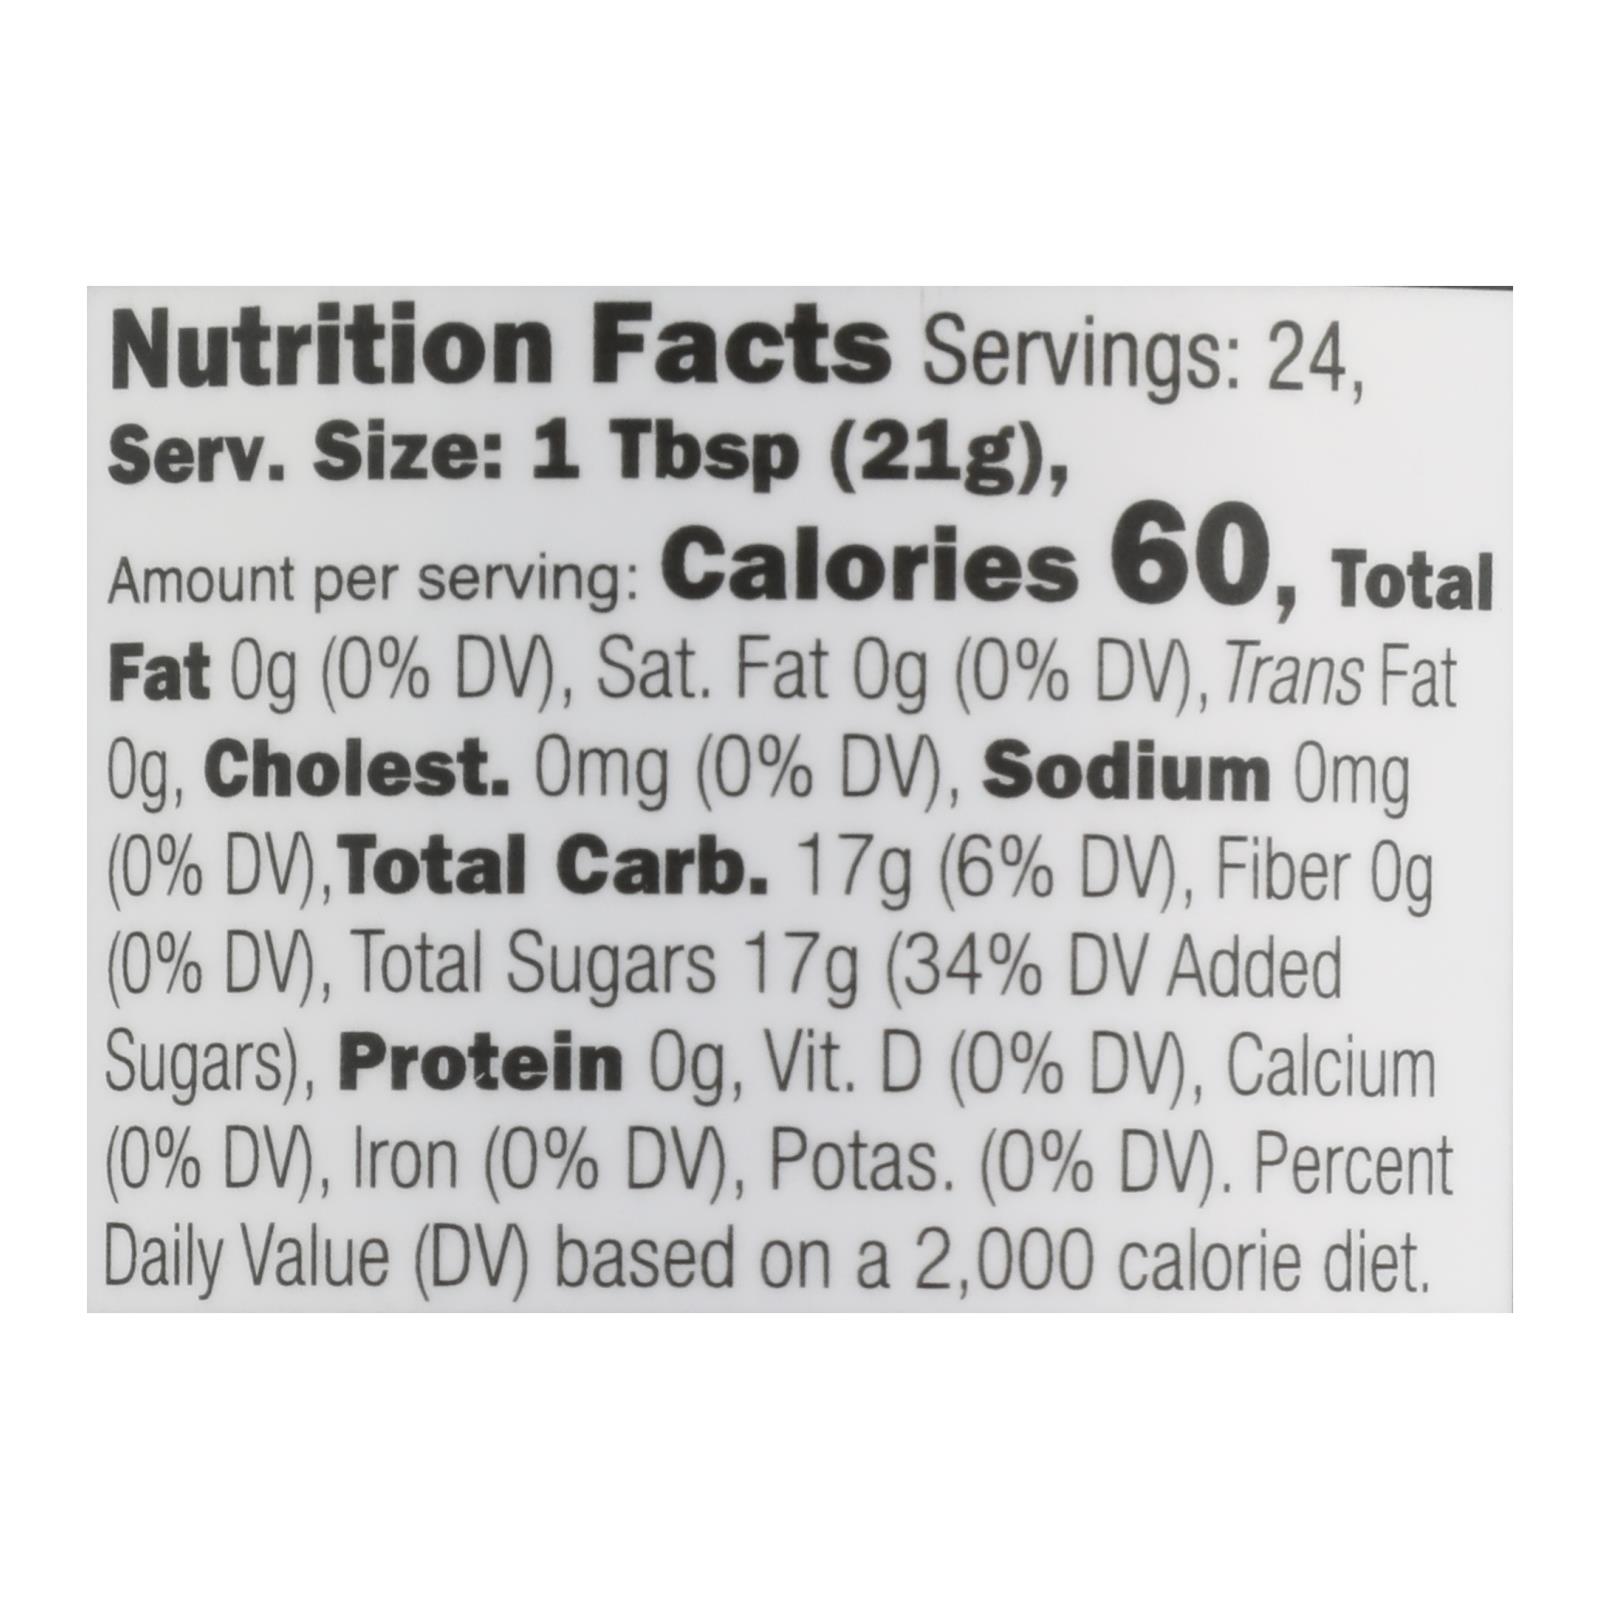 Nutrition Facts Servings: 24,
Serv. Size: 1 Tbsp (21g),
Amount per serving: Calories 60, Total
Fat 0g (0% DV), Sat. Fat 0g (0% DV), Trans Fat
0g, Cholest. 0mg (0% DV), Sodium 0mg
(0% DV), Total Carb. 17g (6% DV), Fiber 0g
(0% DV), Total Sugars 17g (34% DV Added
Sugars), Protein 0g, Vit. D (0% DV), Calcium
(0% DV), Iron (0% DV), Potas. (0% DV). Percent
Daily Value (DV) based on a 2,000 calorie diet.